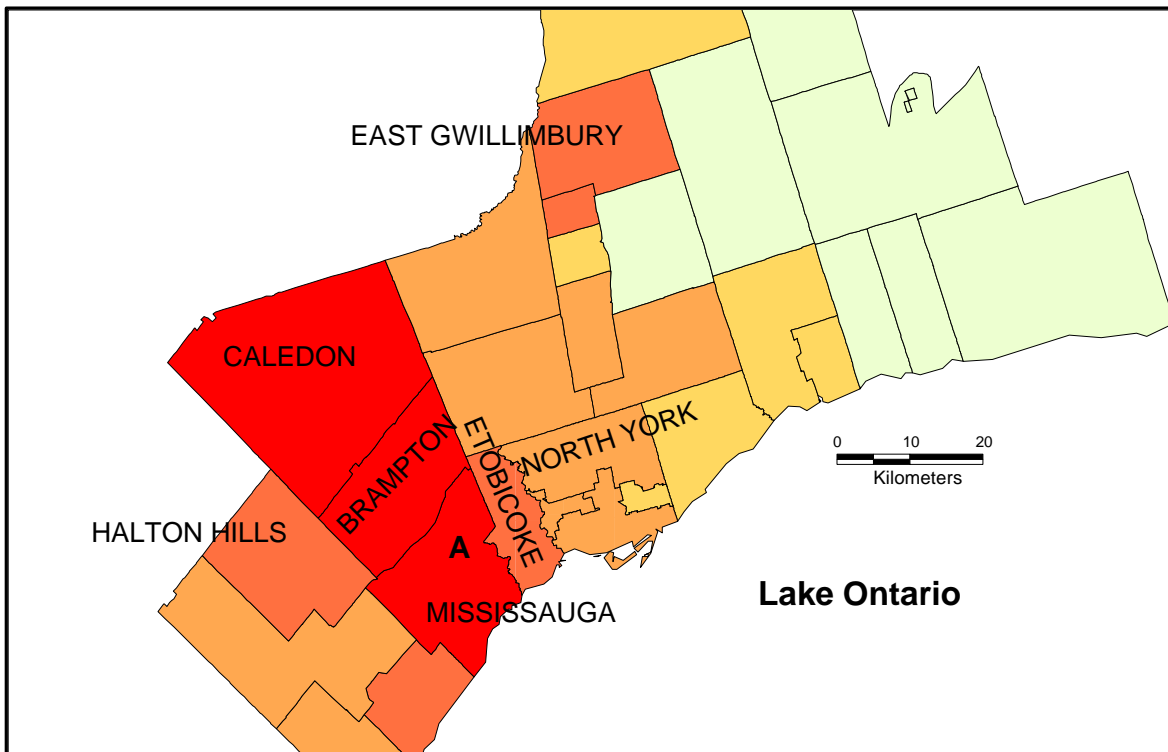 EAST GWILLIMBURY
CALEDON
BRAMPTON
ETOBICOKE
NORTH YORK
0 10 20
Kilometers
HALTON HILLS
A
MISSISSAUGA
Lake Ontario